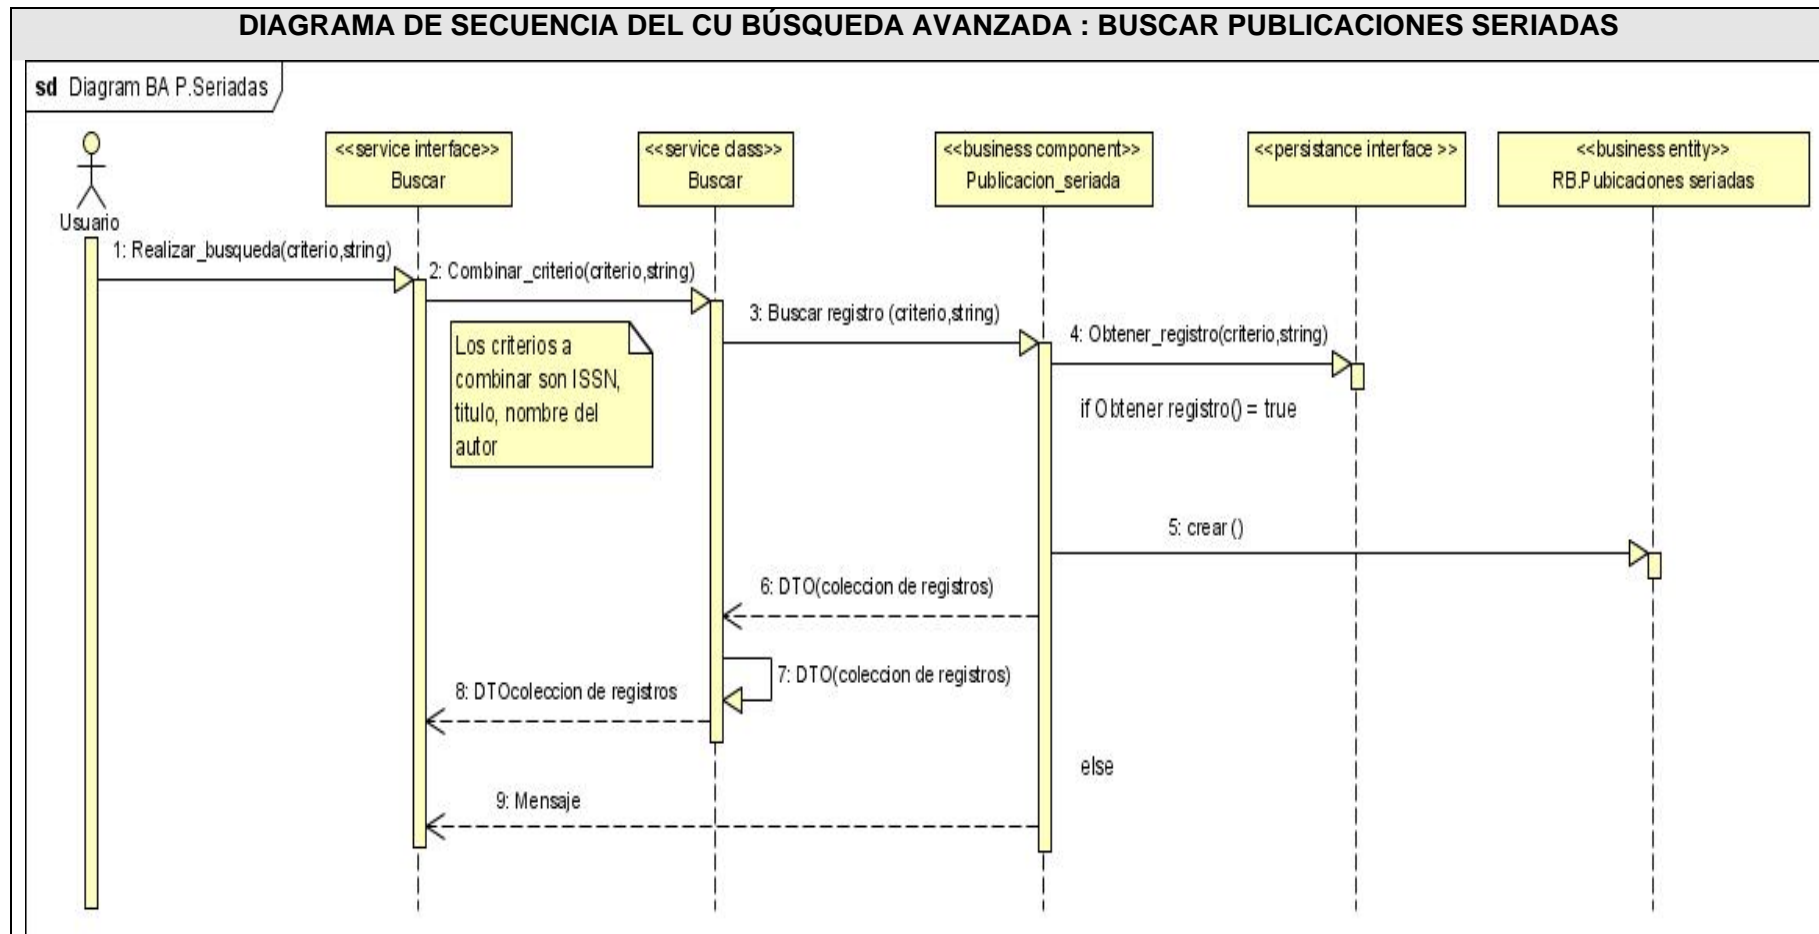 DIAGRAMA DE SECUENCIA DEL CU BÚSQUEDA AVANZADA : BUSCAR PUBLICACIONES SERIADAS
sd Diagram BA P.Seriadas
Usuario
<<service interface>>
Buscar
<<service class>>
Buscar
<<business component>>
Publicacion_seriada
<<persistance interface >>
<<business entity>>
RB.Pubicaciones seriadas
1: Realizar_busqueda(criterio,string)
2: Combinar_criterio(criterio,string)
3: Buscar registro (criterio,string)
4: Obtener_registro(criterio,string)
Los criterios a
combinar son ISSN,
titulo, nombre del
autor
if Obtener registro() = true
5: crear ()
6: DTO(coleccion de registros)
7: DTO(coleccion de registros)
8: DTOcoleccion de registros
else
9: Mensaje